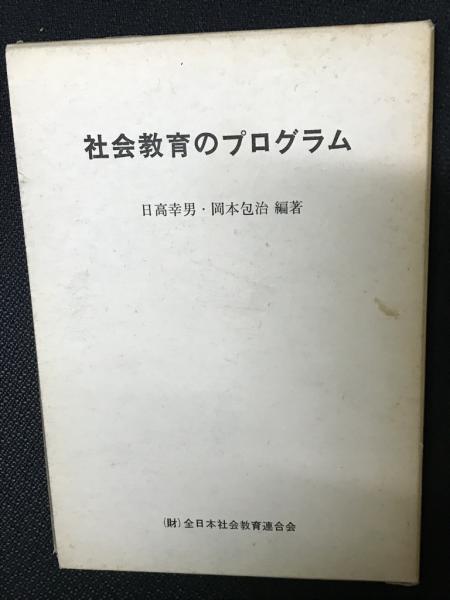 社会教育のプログラム
日高幸男・岡本包治 編著
(財)全日本社会教育連合会